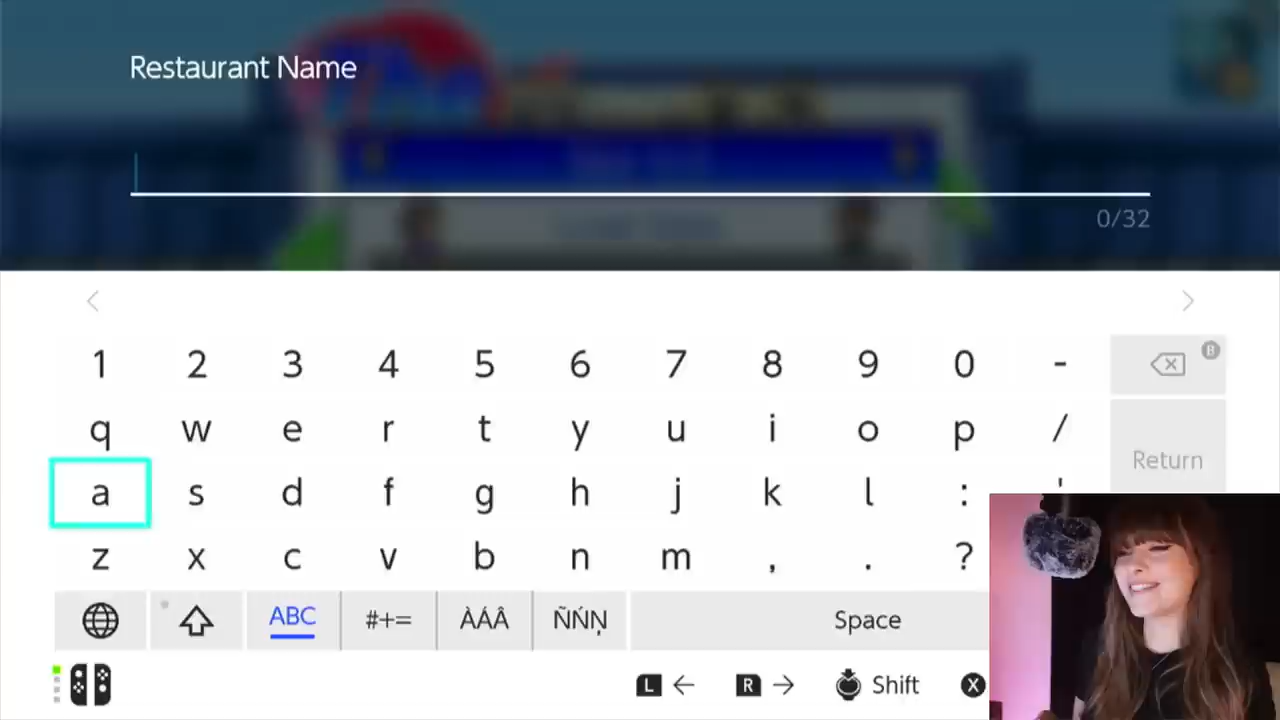 Restaurant Name
0/32
1 2 3 4 5 6 7 8 9 0 -
B
q w e r t y u i o p /
Return
a s d f g h j k l : '
z x c v b n m , . ?
ABC #+= ÀÁÂ ÑŃŅ Space
L ← R → Shift X